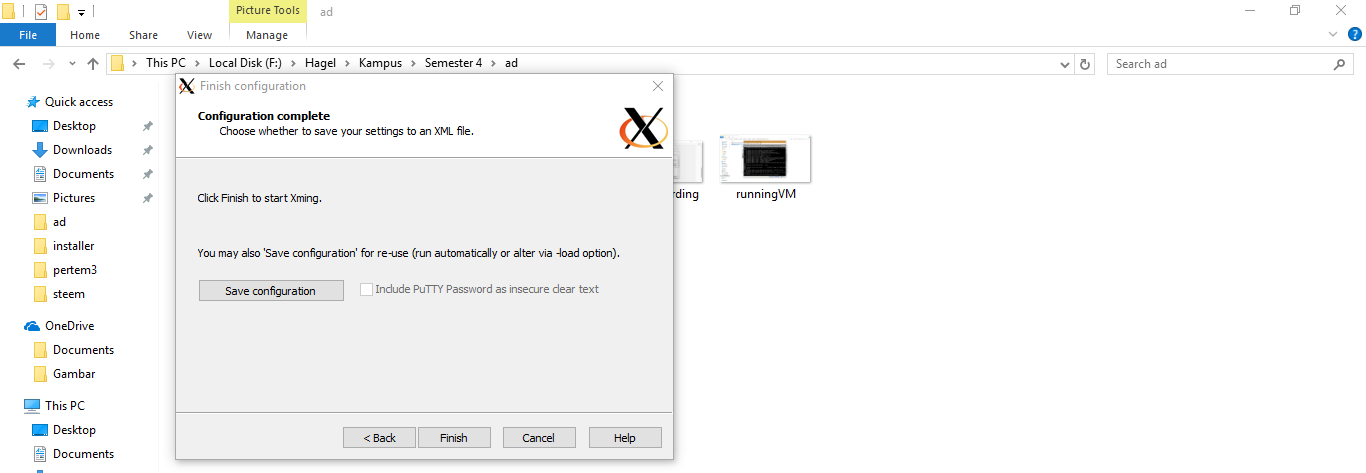 Picture Tools
ad
File
Home
Share
View
Manage
This PC
Local Disk (F:)
Hagel
Kampus
Semester 4
ad
Search ad
Quick access
Desktop
Downloads
Documents
Pictures
ad
installer
pertem3
steem
OneDrive
Documents
Gambar
This PC
Desktop
Documents
Finish configuration
Configuration complete
Choose whether to save your settings to an XML file.
Click Finish to start Xming.
You may also 'Save configuration' for re-use (run automatically or alter via -load option).
Save configuration
Include PuTTY Password as insecure clear text
< Back
Finish
Cancel
Help
rding
runningVM